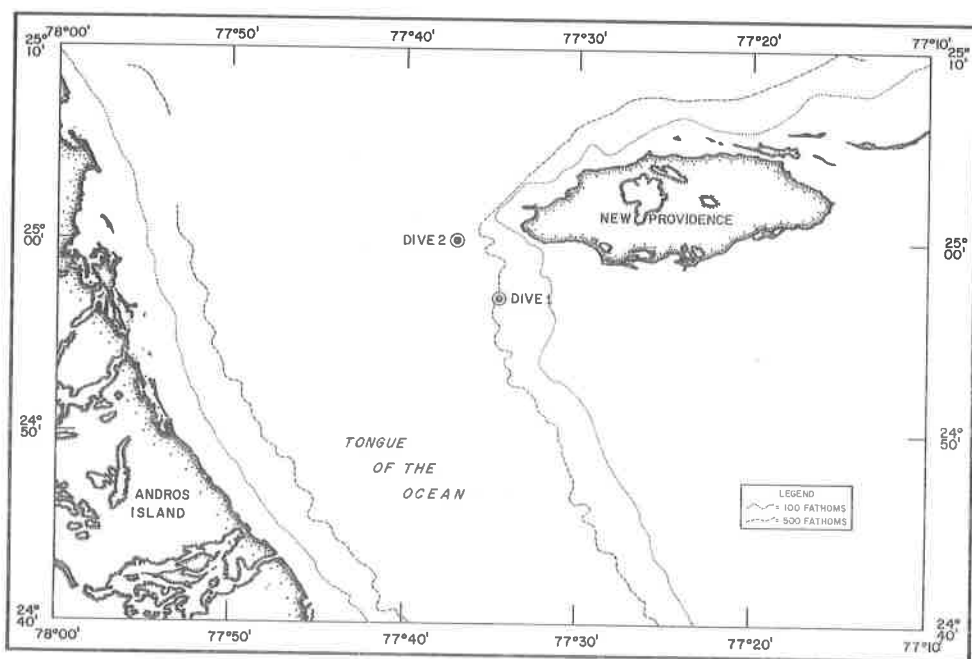 78°00' 77°50' 77°40' 77°30' 77°20' 77°10'
25° 10'
25° 10'
NEW PROVIDENCE
25° 00'
DIVE 2
25° 00'
DIVE 1
24° 50'
24° 50'
TONGUE
OF THE
OCEAN
ANDROS
ISLAND
LEGEND
= 100 FATHOMS
= 500 FATHOMS
24° 40'
24° 40'
78°00' 77°50' 77°40' 77°30' 77°20' 77°10'